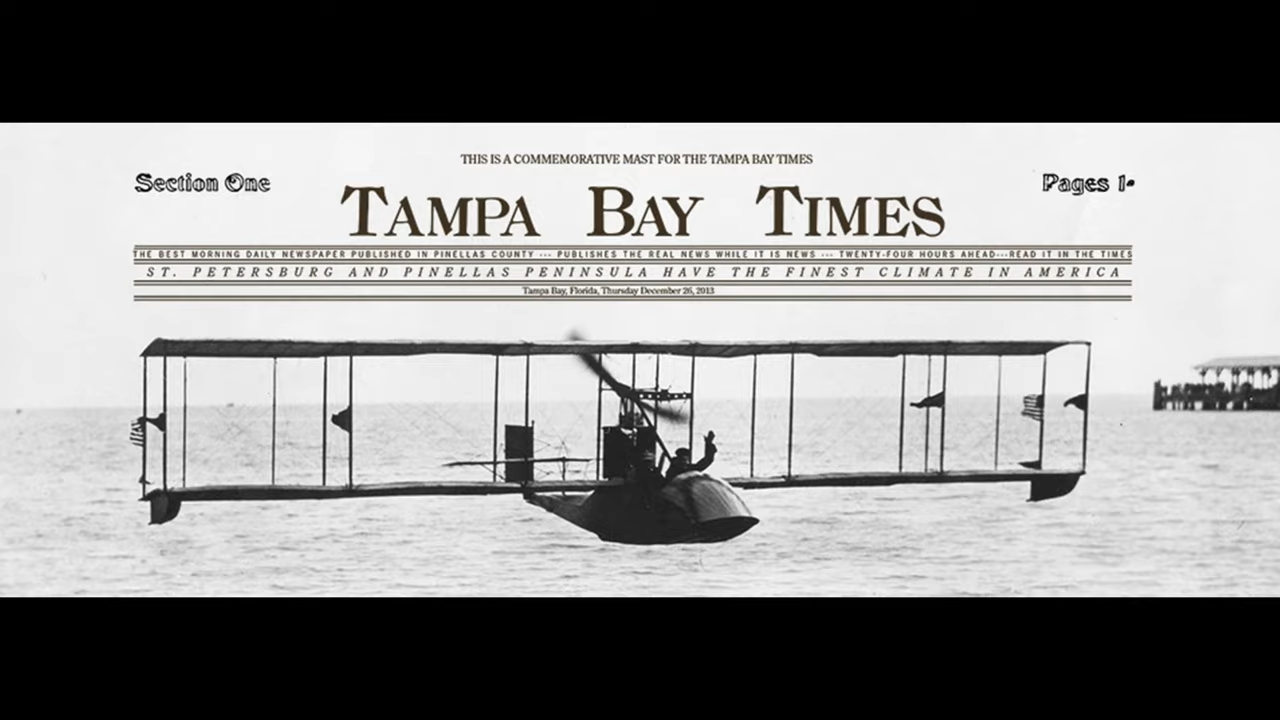 THIS IS A COMMEMORATIVE MAST FOR THE TAMPA BAY TIMES
Section One
Pages 1-
TAMPA BAY TIMES
THE BEST MORNING DAILY NEWSPAPER PUBLISHED IN PINELLAS COUNTY --- PUBLISHES THE REAL NEWS WHILE IT IS NEWS --- TWENTY-FOUR HOURS AHEAD---READ IT IN THE TIMES
ST. PETERSBURG AND PINELLAS PENINSULA HAVE THE FINEST CLIMATE IN AMERICA
Tampa Bay, Florida, Thursday December 26, 2013